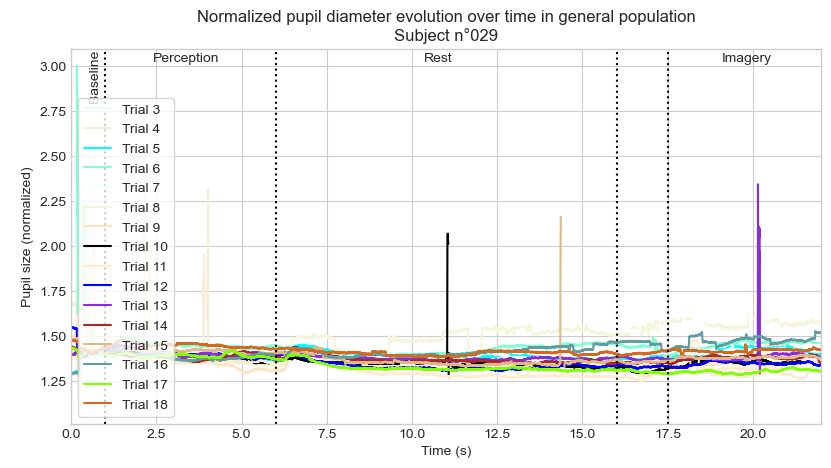 Normalized pupil diameter evolution over time in general population
Subject n°029
Baseline
Perception
Rest
Imagery
Pupil size (normalized)
3.00
2.75
2.50
2.25
2.00
1.75
1.50
1.25
Trial 3
Trial 4
Trial 5
Trial 6
Trial 7
Trial 8
Trial 9
Trial 10
Trial 11
Trial 12
Trial 13
Trial 14
Trial 15
Trial 16
Trial 17
Trial 18
0.0 2.5 5.0 7.5 10.0 12.5 15.0 17.5 20.0
Time (s)